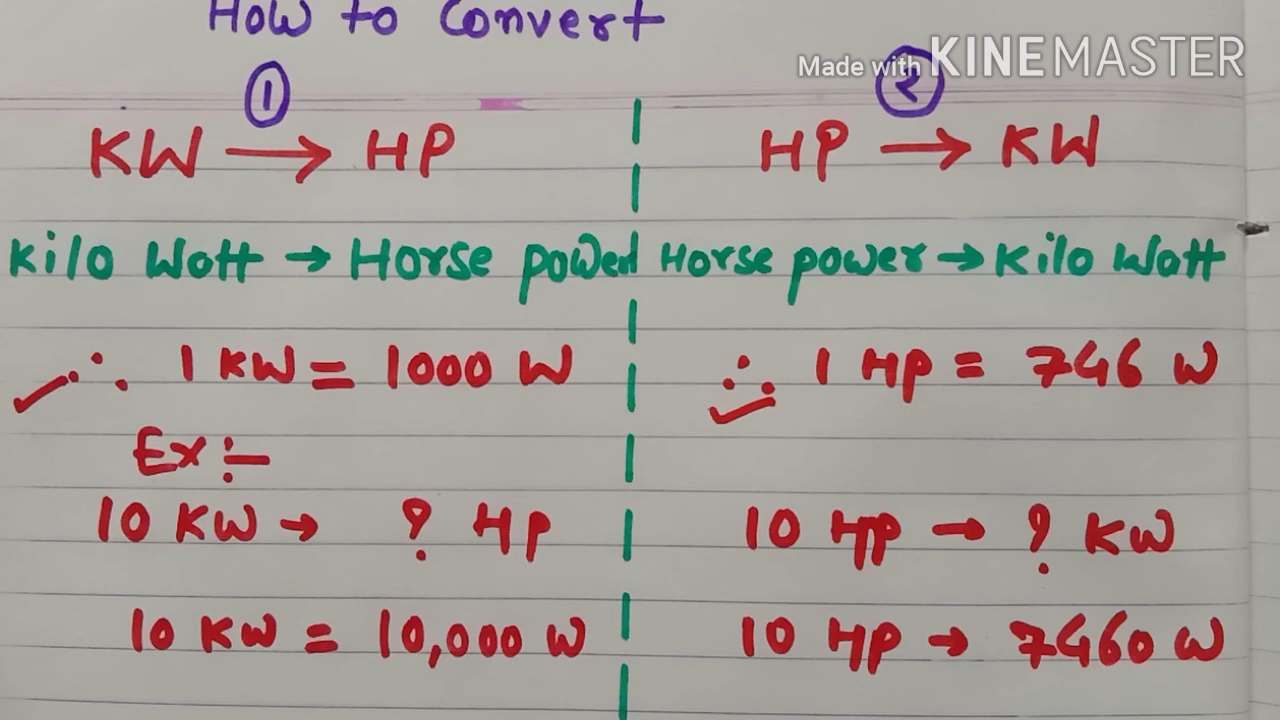 How to Convert
Made with KINEMASTER
① ②
KW → HP HP → KW
Kilo Watt → Horse power Horse power → Kilo Watt
∴ 1 KW = 1000 W ∴ 1 HP = 746 W
Ex :-
10 KW → ? HP 10 HP → ? KW
10 KW = 10,000 W 10 HP → 7460 W